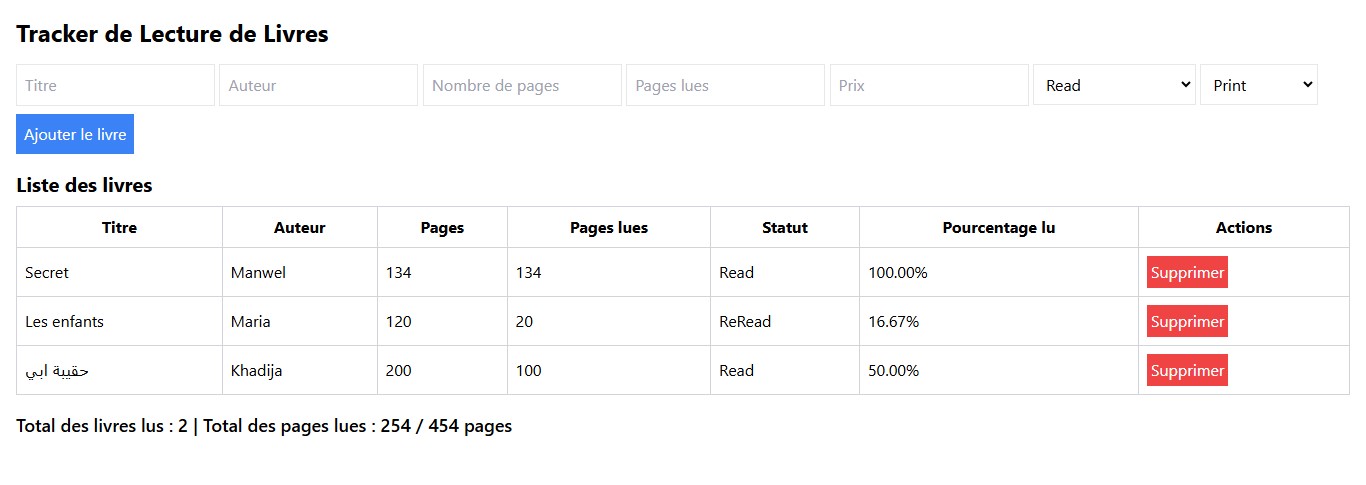 Tracker de Lecture de Livres
Titre Auteur Nombre de pages Pages lues Prix Read Print
Ajouter le livre
Liste des livres
Titre Auteur Pages Pages lues Statut Pourcentage lu Actions
Secret Manwel 134 134 Read 100.00% Supprimer
Les enfants Maria 120 20 ReRead 16.67% Supprimer
حقيبة ابي Khadija 200 100 Read 50.00% Supprimer
Total des livres lus : 2 | Total des pages lues : 254 / 454 pages